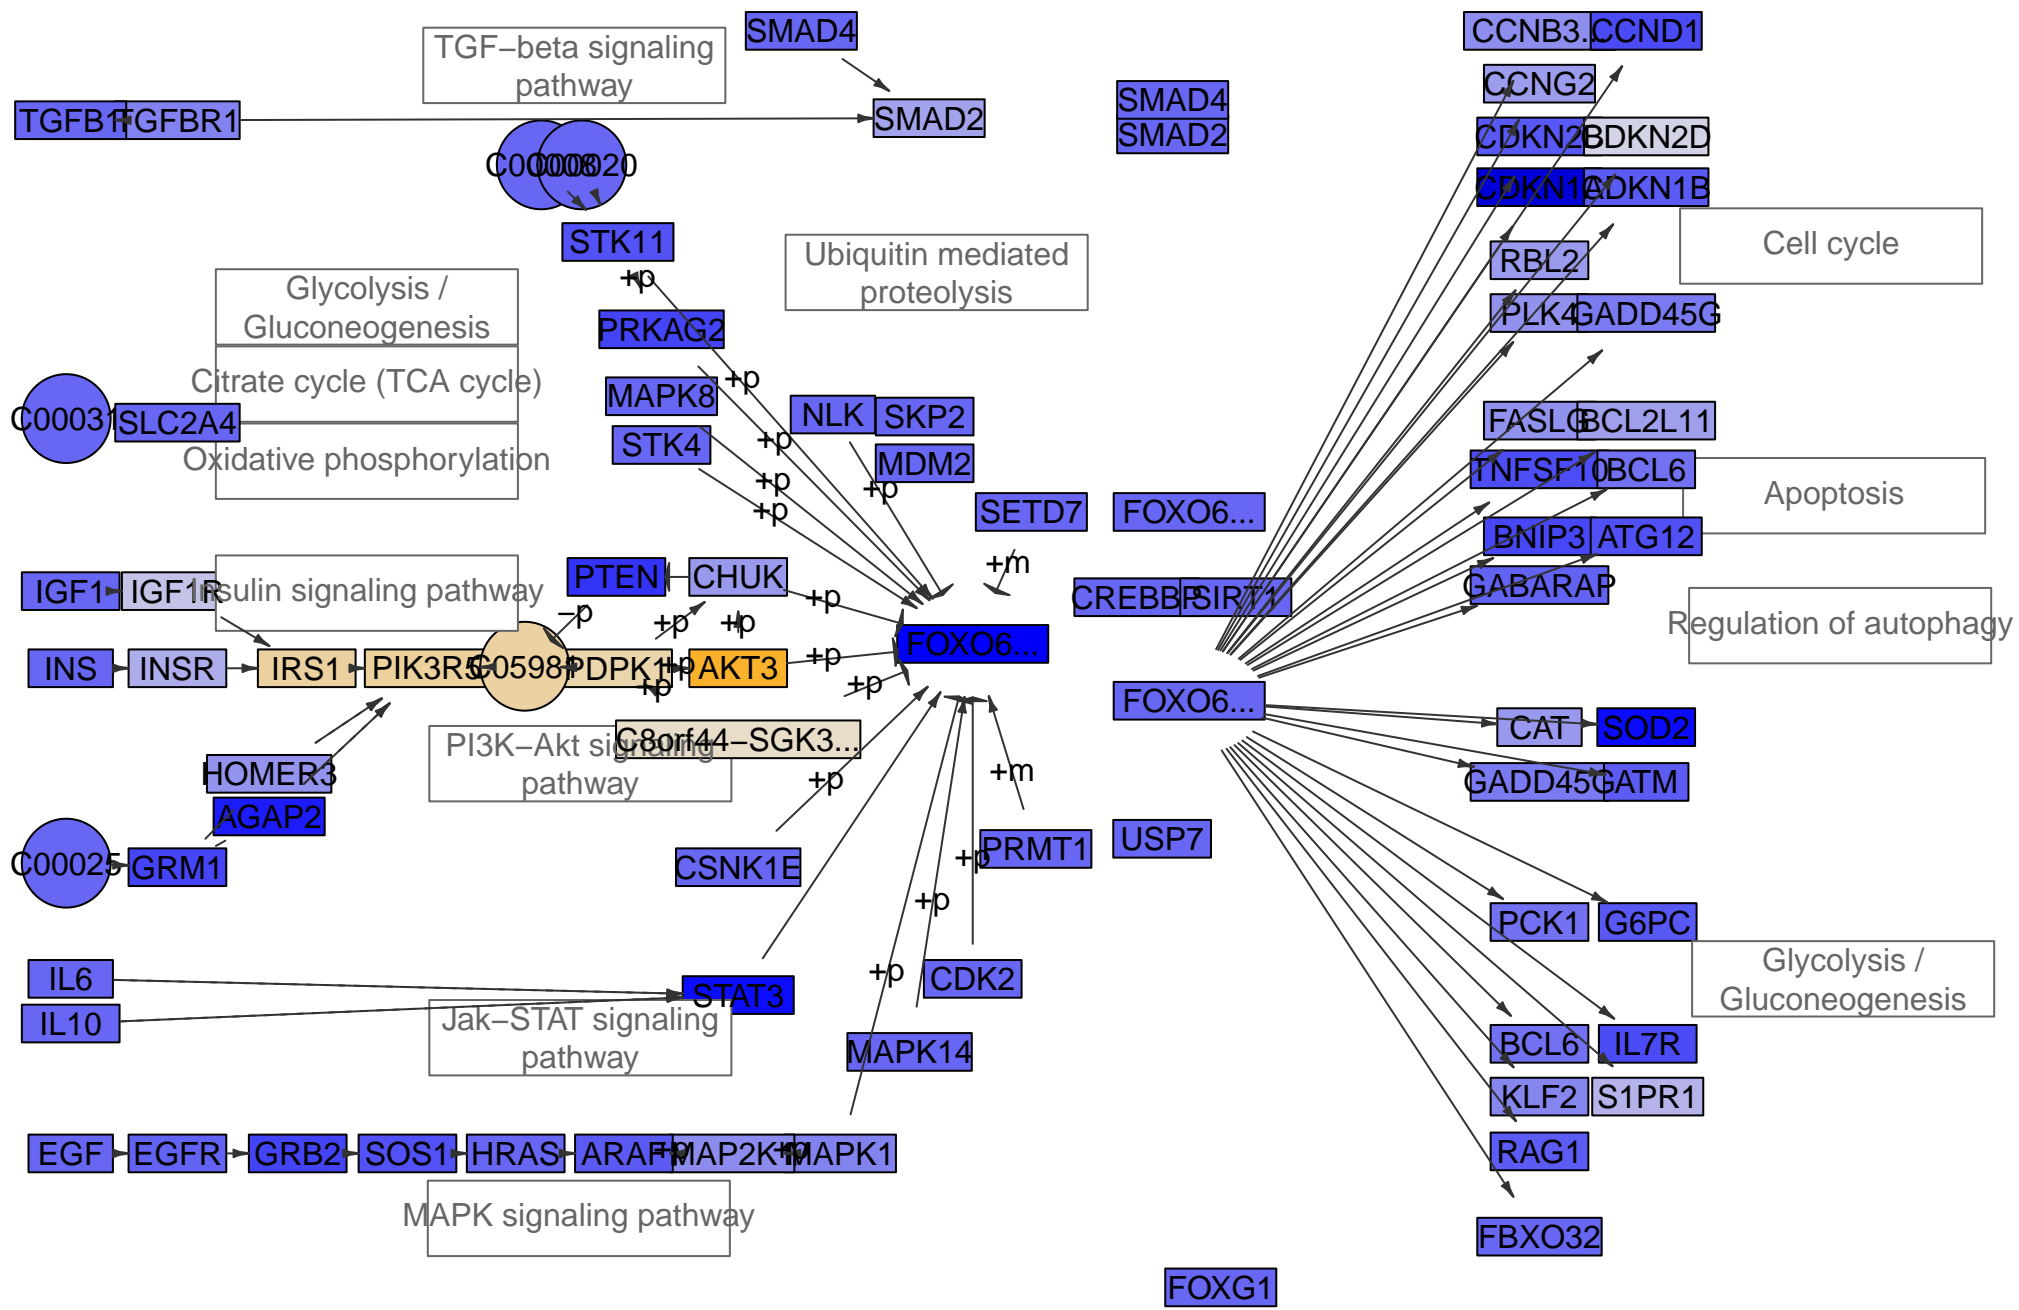 SMAD4
CCNB3...
CCND1
TGF−beta signaling
pathway
CCNG2
SMAD4
TGFB1
TGFBR1
SMAD2
SMAD2
CDKN2B
CDKN2D
C00020
CDKN1A
CDKN1B
STK11
Ubiquitin mediated
proteolysis
Cell cycle
RBL2
+p
Glycolysis /
Gluconeogenesis
PRKAG2
PLK4
GADD45G
Citrate cycle (TCA cycle)
+p
MAPK8
C00031
SLC2A4
NLK
SKP2
FASLG
BCL2L11
STK4
+p
Oxidative phosphorylation
MDM2
TNFSF10
BCL6
+p
+p
Apoptosis
+p
SETD7
FOXO6...
BNIP3
ATG12
+m
IGF1
IGF1R
Insulin signaling pathway
PTEN
CHUK
GABARAP
+p
CREBBP
SIRT1
−p
+p
+p
Regulation of autophagy
FOXO6...
INS
INSR
IRS1
PIK3R5
C05981
PDPK1
+p
AKT3
+p
+p
+p
FOXO6...
PI3K−Akt signaling
pathway
C8orf44−SGK3...
CAT
SOD2
HOMER3
+p
+m
GADD45G
GATM
AGAP2
C00025
GRM1
CSNK1E
+p
PRMT1
USP7
+p
PCK1
G6PC
IL6
STAT3
+p
CDK2
Glycolysis /
Gluconeogenesis
IL10
Jak−STAT signaling
pathway
MAPK14
BCL6
IL7R
KLF2
S1PR1
EGF
EGFR
GRB2
SOS1
HRAS
ARAF
+p
MAP2K1
+p
MAPK1
RAG1
MAPK signaling pathway
FBXO32
FOXG1